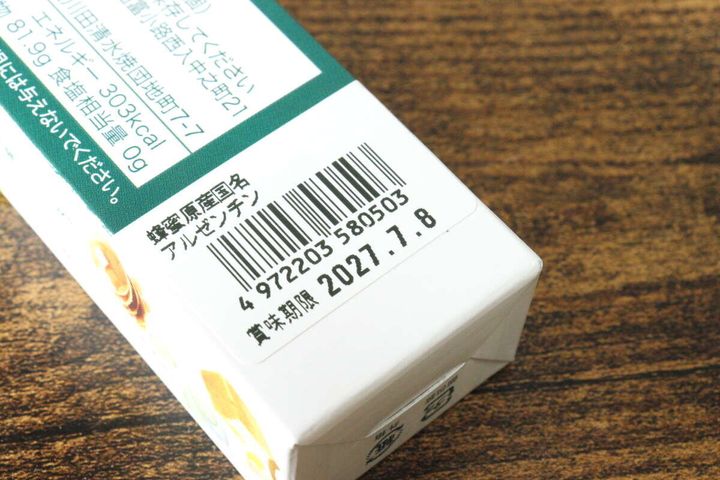 存してください
富小路西入中之町21
川田清水焼団地町7-7
エネルギー 303kcal
物 81.9g 食塩相当量 0g
には与えないでください。
蜂蜜原産国名
アルゼンチン
4 972203 580503
賞味期限 2027.7.8